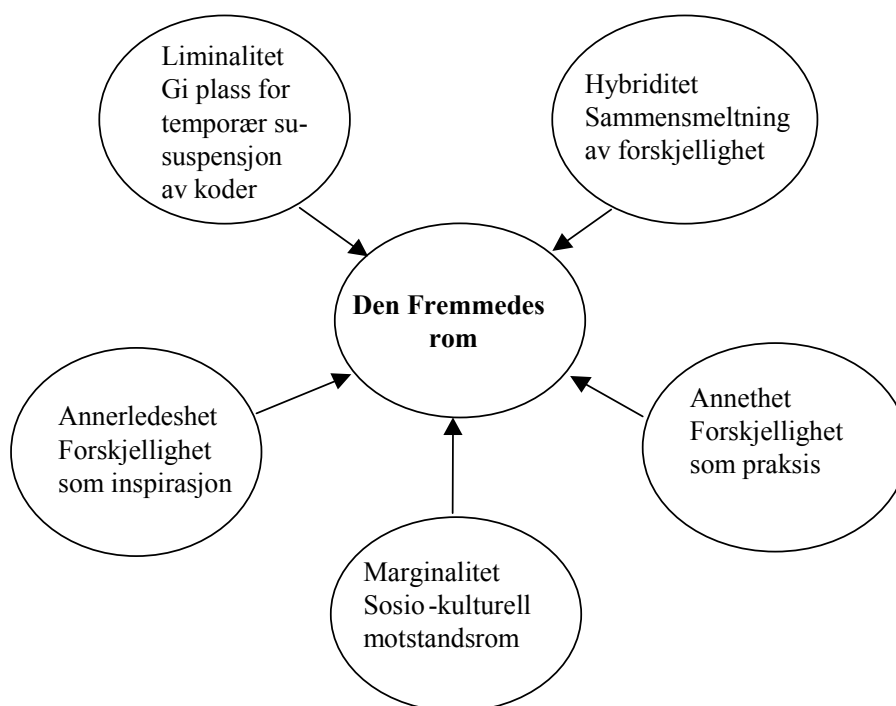 Liminalitet
Gi plass for
temporær su-
suspensjon
av koder
Hybriditet
Sammensmeltning
av forskjellighet
Den Fremmedes
rom
Annerledeshet
Forskjellighet
som inspirasjon
Annethet
Forskjellighet
som praksis
Marginalitet
Sosio-kulturell
motstandsrom